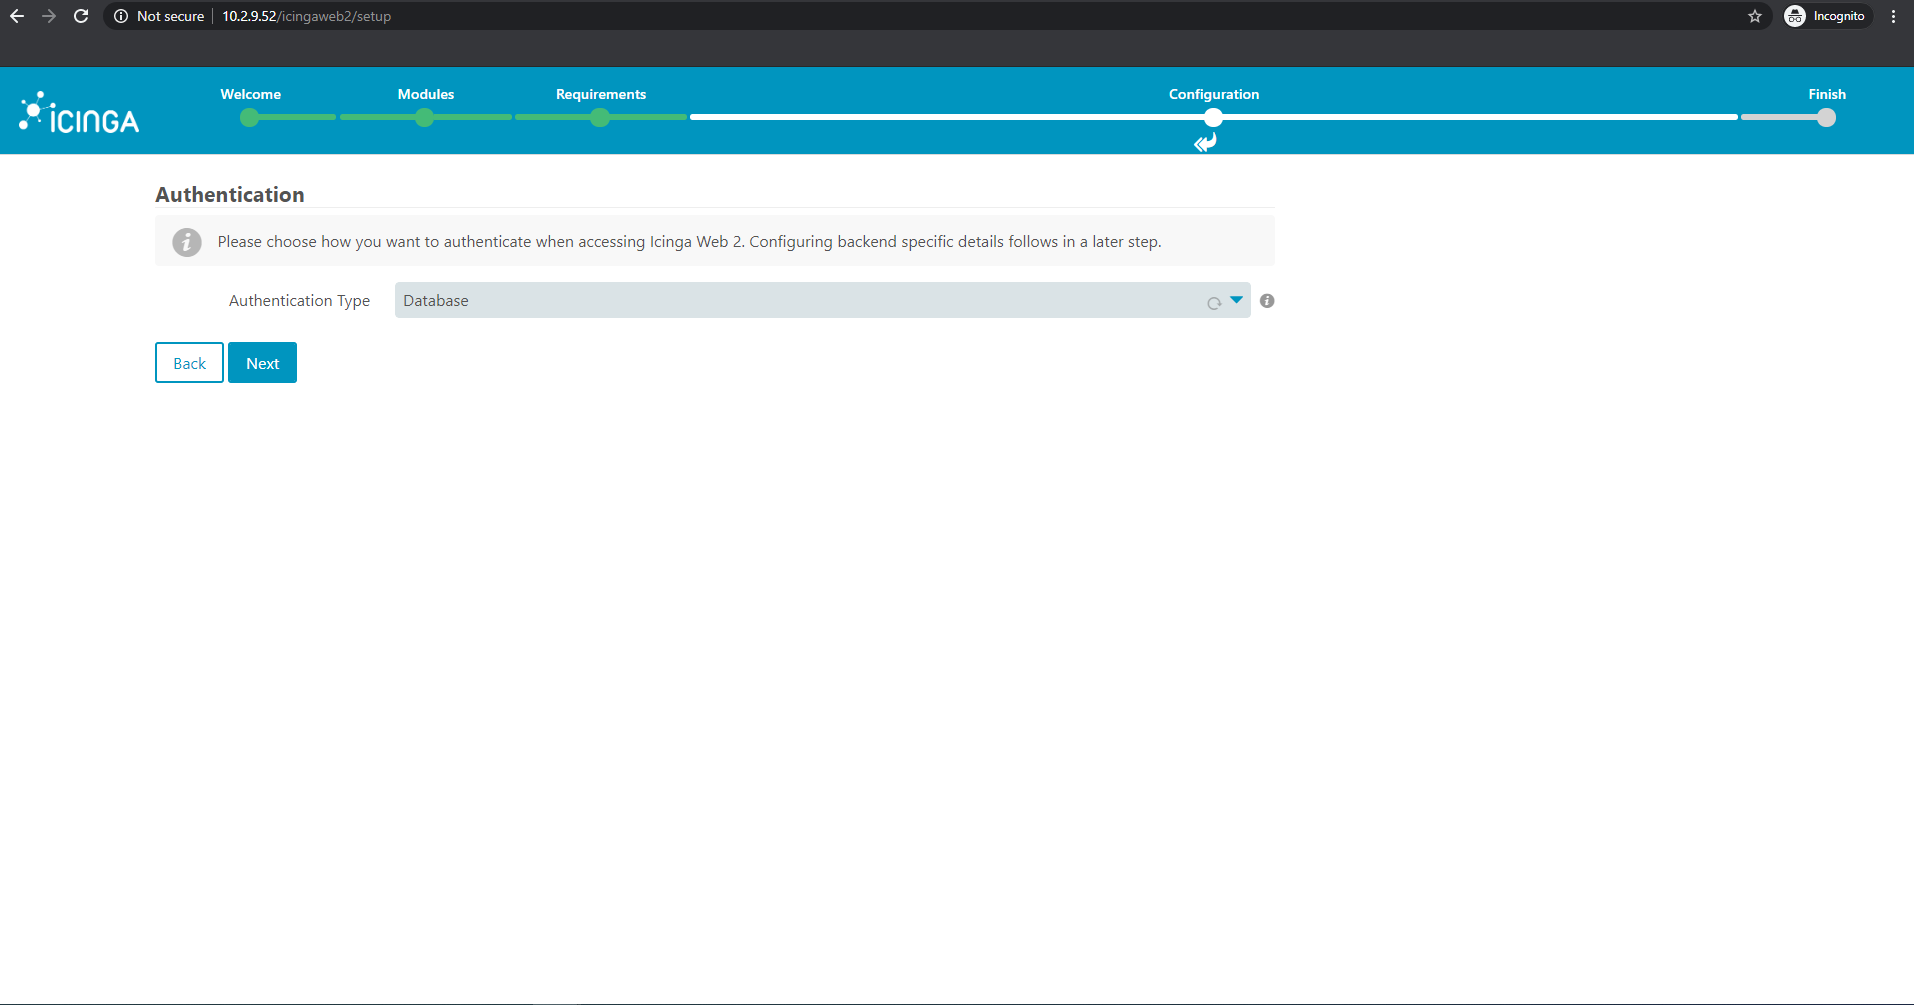 Not secure | 10.2.9.52/icingaweb2/setup
Incognito
ICINGA
Welcome
Modules
Requirements
Configuration
Finish
Authentication
Please choose how you want to authenticate when accessing Icinga Web 2. Configuring backend specific details follows in a later step.
Authentication Type Database
Back Next